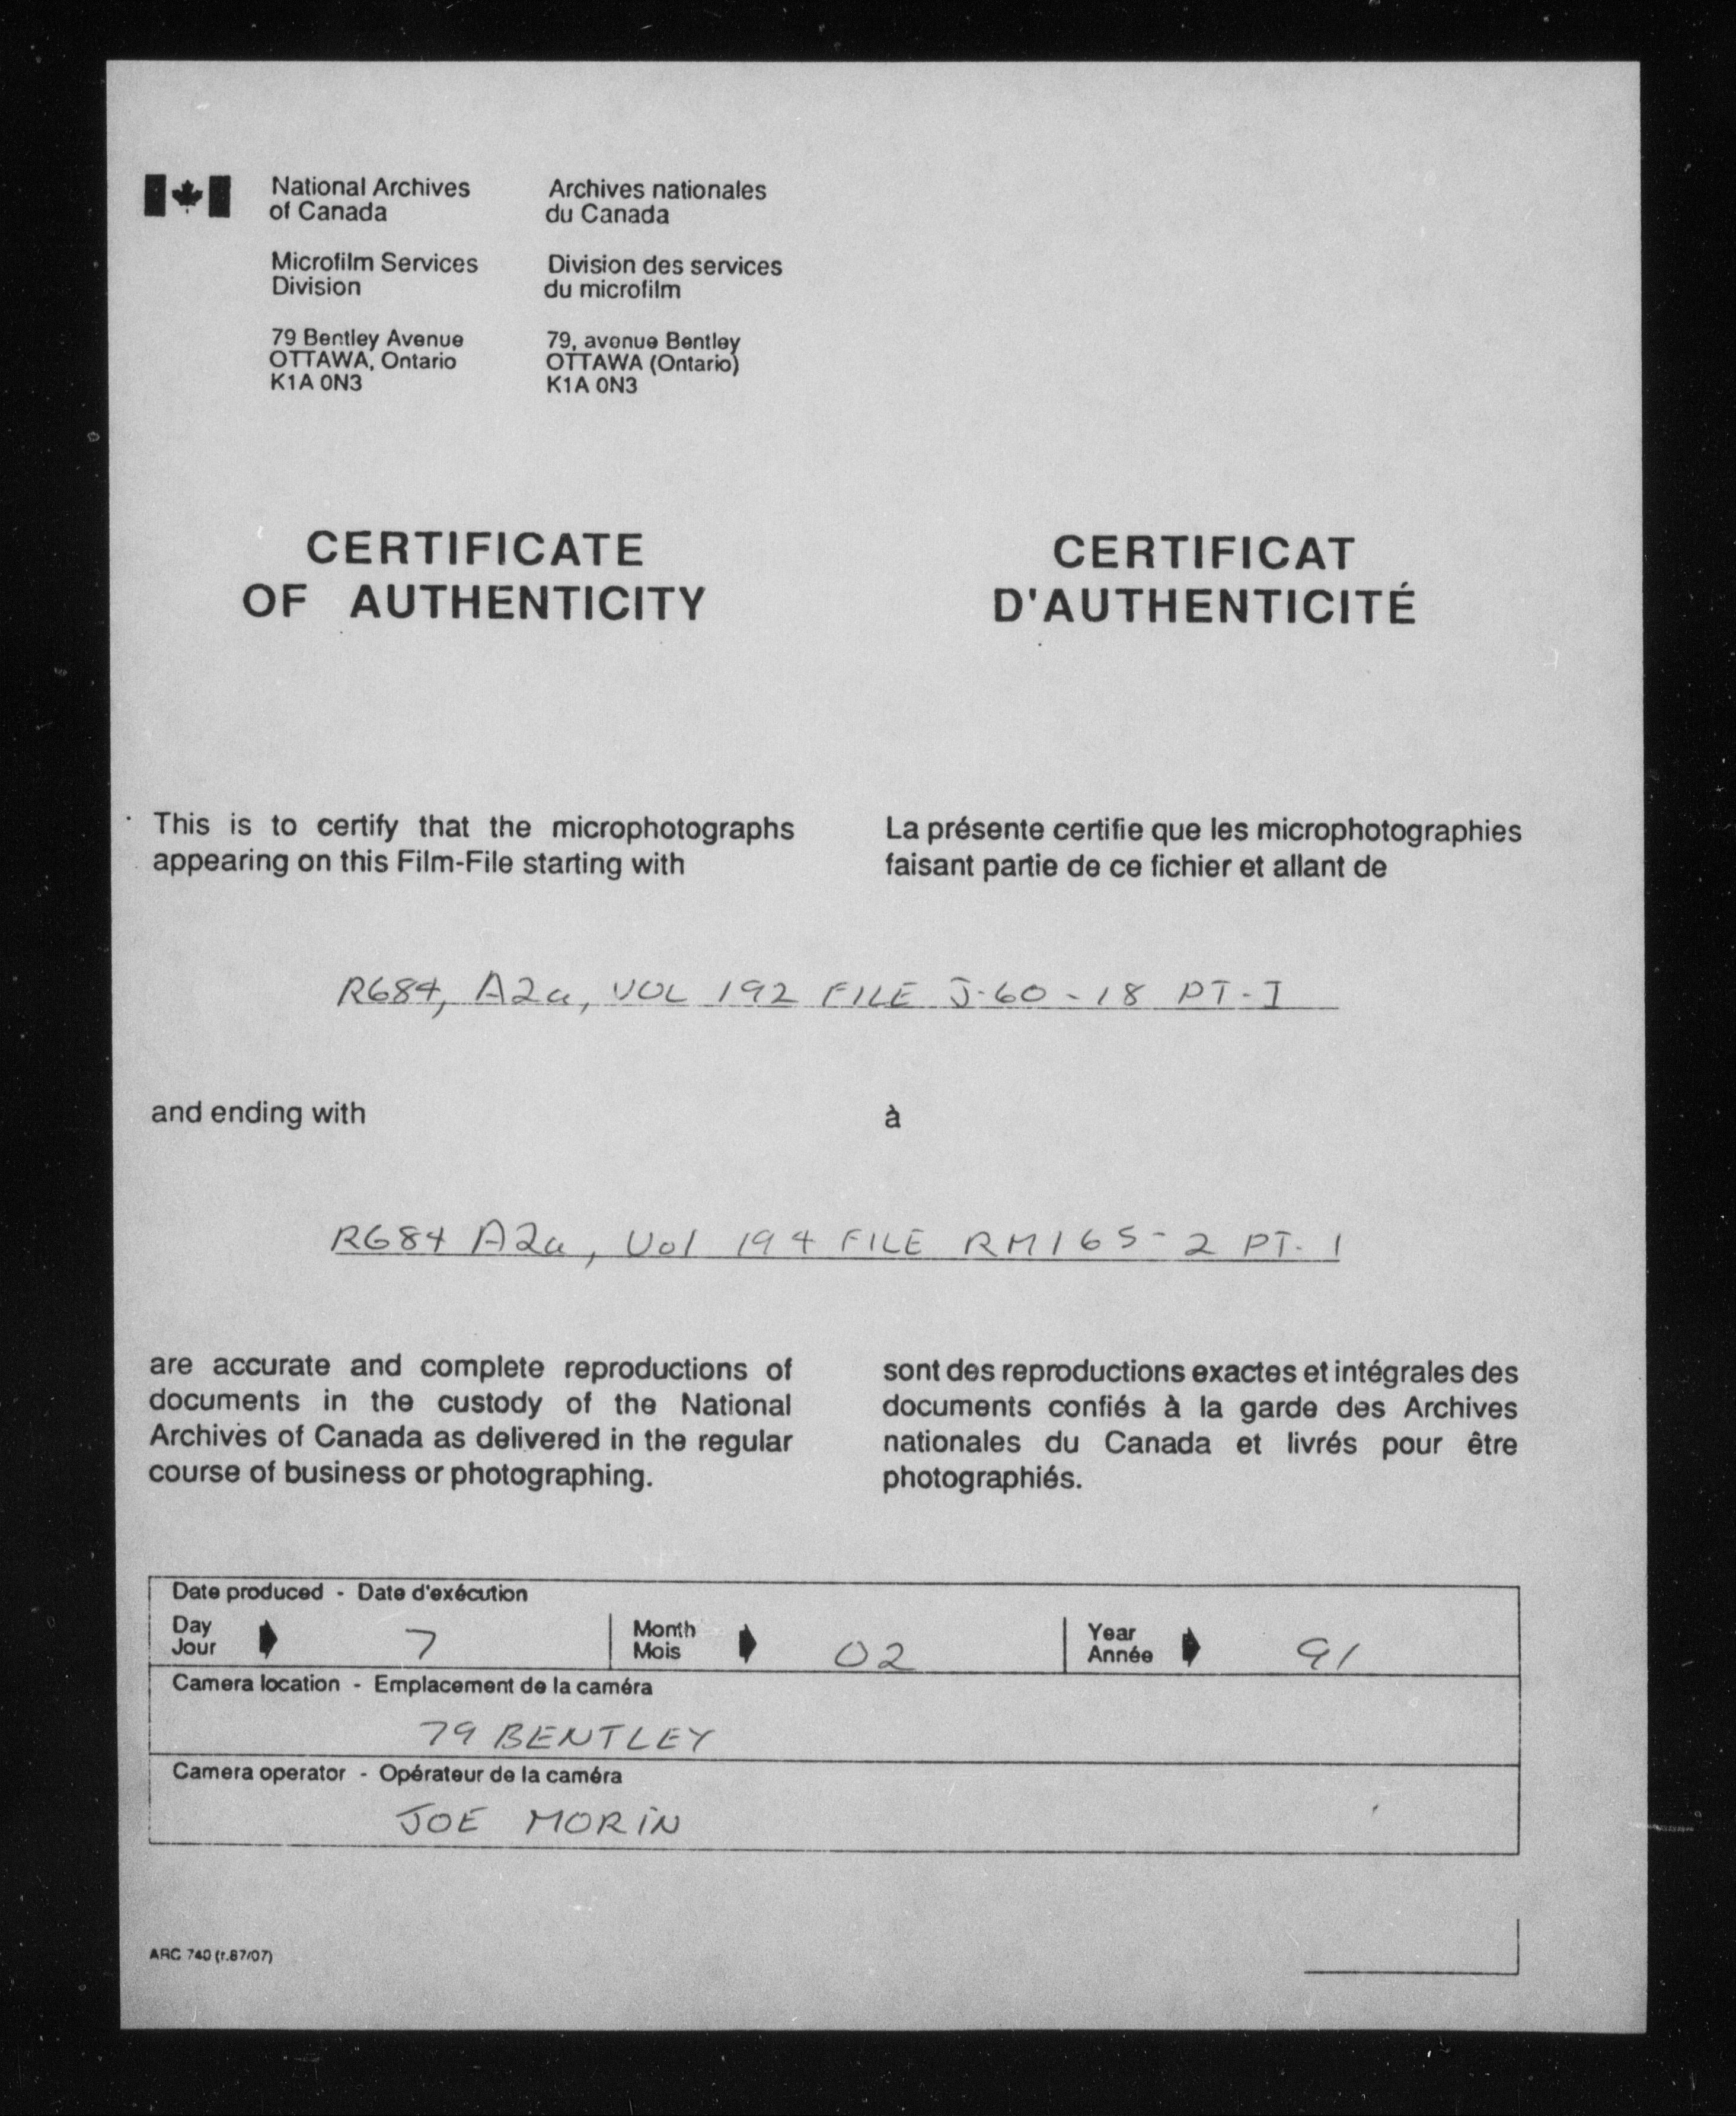 National Archives
of Canada
Archives nationales
du Canada
Microfilm Services
Division
Division des services
du microfilm
79 Bentley Avenue
OTTAWA, Ontario
K1A 0N3
79, avenue Bentley
OTTAWA (Ontario)
K1A 0N3
CERTIFICATE
OF AUTHENTICITY
CERTIFICAT
D'AUTHENTICITÉ
This is to certify that the microphotographs
appearing on this Film-File starting with
La présente certifie que les microphotographies
faisant partie de ce fichier et allant de
RG84, A2a, VOL 192 FILE J-60-18 PT-I
and ending with
à
RG84 A2a, Vol 194 FILE RM165-2 PT. 1
are accurate and complete reproductions of
documents in the custody of the National
Archives of Canada as delivered in the regular
course of business or photographing.
sont des reproductions exactes et intégrales des
documents confiés à la garde des Archives
nationales du Canada et livrés pour être
photographiés.
Date produced - Date d'exécution
Day
Jour
7
Month
Mois
02
Year
Année
91
Camera location - Emplacement de la caméra
79 BENTLEY
Camera operator - Opérateur de la caméra
JOE MORIN
ARC 740 (r.87/07)